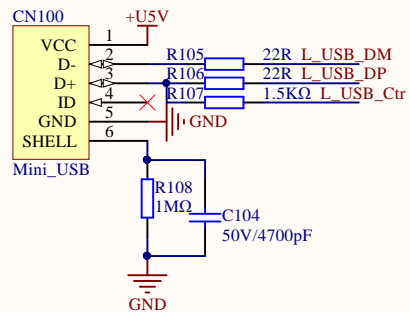 CN100
+U5V
VCC 1
D- 2 R105 22R L_USB_DM
D+ 3 R106 22R L_USB_DP
ID 4 R107 1.5KΩ L_USB_Ctr
GND 5 GND
SHELL 6
Mini_USB
R108
1MΩ
C104
50V/4700pF
GND